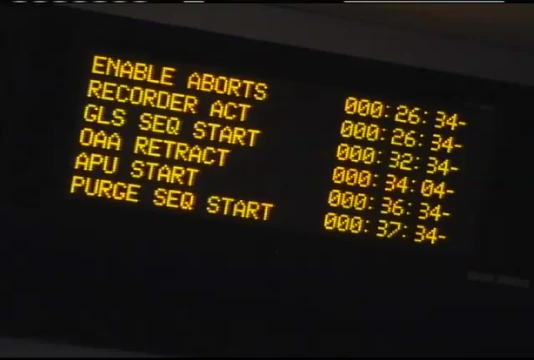 ENABLE ABORTS 000:26:34-
RECORDER ACT 000:26:34-
GLS SEQ START 000:32:34-
OAA RETRACT 000:34:04-
APU START 000:36:34-
PURGE SEQ START 000:37:34-